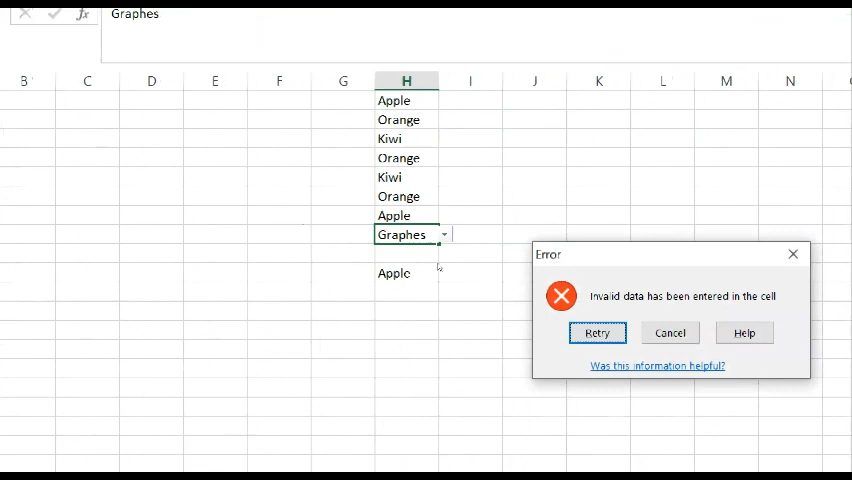 fx Graphes
B C D E F G H I J K L M N
Apple
Orange
Kiwi
Orange
Kiwi
Orange
Apple
Graphes
Apple
Error
Invalid data has been entered in the cell
Retry Cancel Help
Was this information helpful?